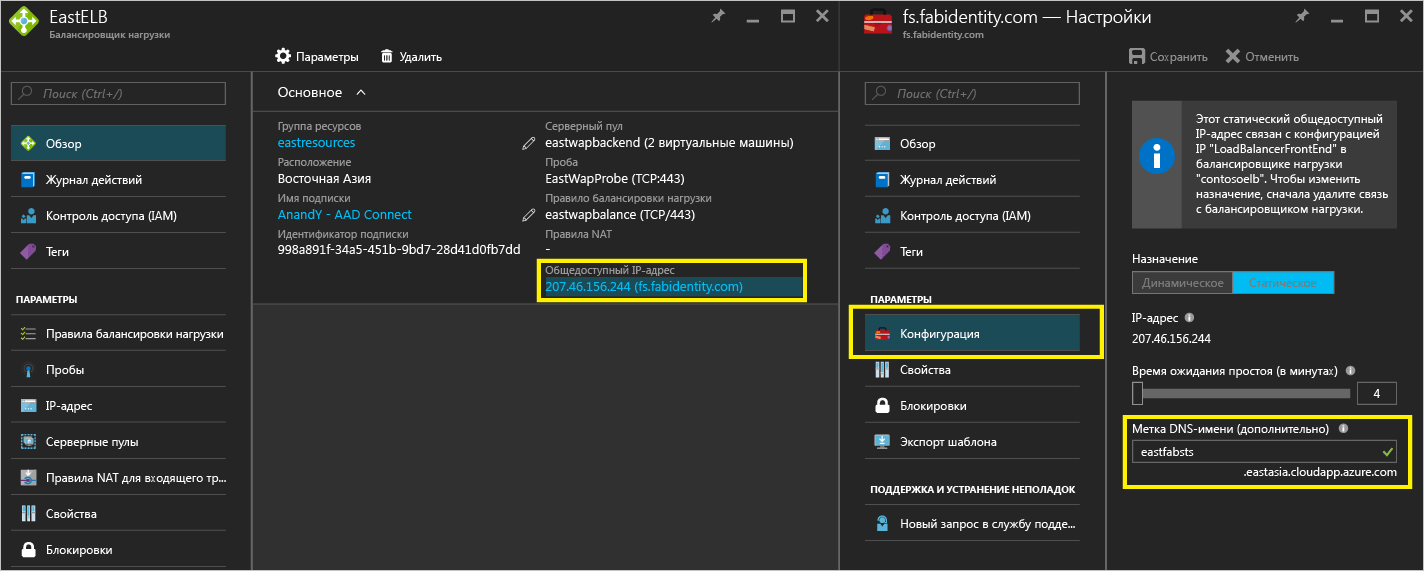 EastELB
Балансировщик нагрузки
Параметры
Удалить
Поиск (Ctrl+/)
Обзор
Журнал действий
Контроль доступа (IAM)
Теги
ПАРАМЕТРЫ
Правила балансировки нагрузки
Пробы
IP-адрес
Серверные пулы
Правила NAT для входящего тр...
Свойства
Блокировки
Основное
Группа ресурсов
eastresources
Расположение
Восточная Азия
Имя подписки
AnandY - AAD Connect
Идентификатор подписки
998a891f-34a5-451b-9bd7-28d41d0fb7dd
Серверный пул
eastwapbackend (2 виртуальные машины)
Проба
EastWapProbe (TCP:443)
Правило балансировки нагрузки
eastwapbalance (TCP/443)
Правила NAT
-
Общедоступный IP-адрес
207.46.156.244 (fs.fabidentity.com)
fs.fabidentity.com — Настройки
fs.fabidentity.com
Сохранить
Отменить
Поиск (Ctrl+/)
Обзор
Журнал действий
Контроль доступа (IAM)
Теги
ПАРАМЕТРЫ
Конфигурация
Свойства
Блокировки
Экспорт шаблона
ПОДДЕРЖКА И УСТРАНЕНИЕ НЕПОЛАДОК
Новый запрос в службу подде...
Этот статический общедоступный
IP-адрес связан с конфигурацией
IP "LoadBalancerFrontEnd" в
балансировщике нагрузки
"contosoelb". Чтобы изменить
назначение, сначала удалите связь
с балансировщиком нагрузки.
Назначение
Динамическое
Статическое
IP-адрес
207.46.156.244
Время ожидания простоя (в минутах)
4
Метка DNS-имени (дополнительно)
eastfabsts
.eastasia.cloudapp.azure.com